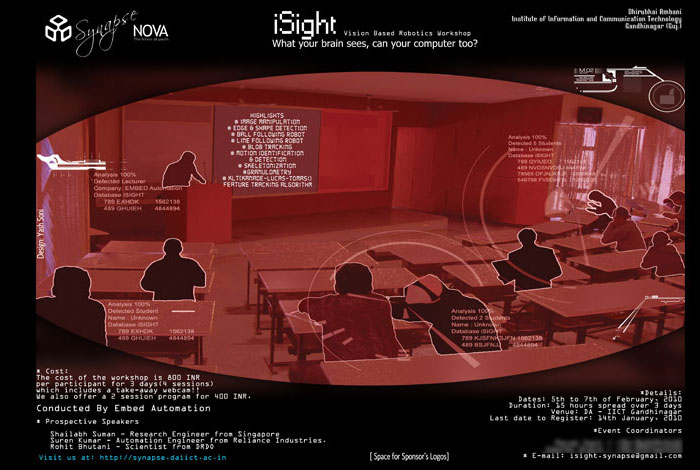 Synapse
NOVA
iSight
Vision Based Robotics Workshop
What your brain sees, can your computer too?
Dhirubhai Ambani
Institute of Information and Communication Technology
Gandhinagar (Guj.)
HIGHLIGHTS
* IMAGE MANIPULATION
* EDGE & SHAPE DETECTION
* BALL FOLLOWING ROBOT
* LINE FOLLOWING ROBOT
* BLOB TRACKING
* MOTION IDENTIFICATION
& DETECTION
* SKELETONIZATION
*GRANULOMETRY
* KLT(KANADE-LUCAS-TOMASI)
FEATURE TRACKING ALGORITHM
Analysis 100%
Detected Lecturer
Company: EMBED Automation
Database iSIGHT
789 EXHDK 1562138
489 GHUIEH 4844894
Analysis 100%
Detected 5 Students
Name : Unknown
Database iSIGHT
Design: Yash Soni
Analysis 100%
Detected Student
Name : Unknown
Database iSIGHT
789 EXHDK 1562138
489 GHUIEH 4844894
Analysis 100%
Detected 2 Students
Name : Unknown
Database iSIGHT
789 KJSFNKSJFN 1562138
489 BSJFNJ 4844894
* Cost:
The cost of the workshop is 800 INR
per participant for 3 days(4 sessions)
which includes a take-away webcam!!
We also offer a 2 session program for 400 INR.
Conducted By Embed Automation
* Prospective Speakers
Shailabh Suman - Research Engineer from Singapore
Suren Kumar - Automation Engineer from Reliance Industries.
Rohit Bhutani - Scientist from DRDO
Visit us at: http://synapse.daiict.ac.in
[ Space for Sponsor's Logos]
*Details:
Dates: 5th to 7th of February, 2010
Duration: 15 hours spread over 3 days
Venue: DA - IICT Gandhinagar
Last date to Register : 14th January, 2010
*Event Coordinators
* E-mail: isight-synapse@gmail.com